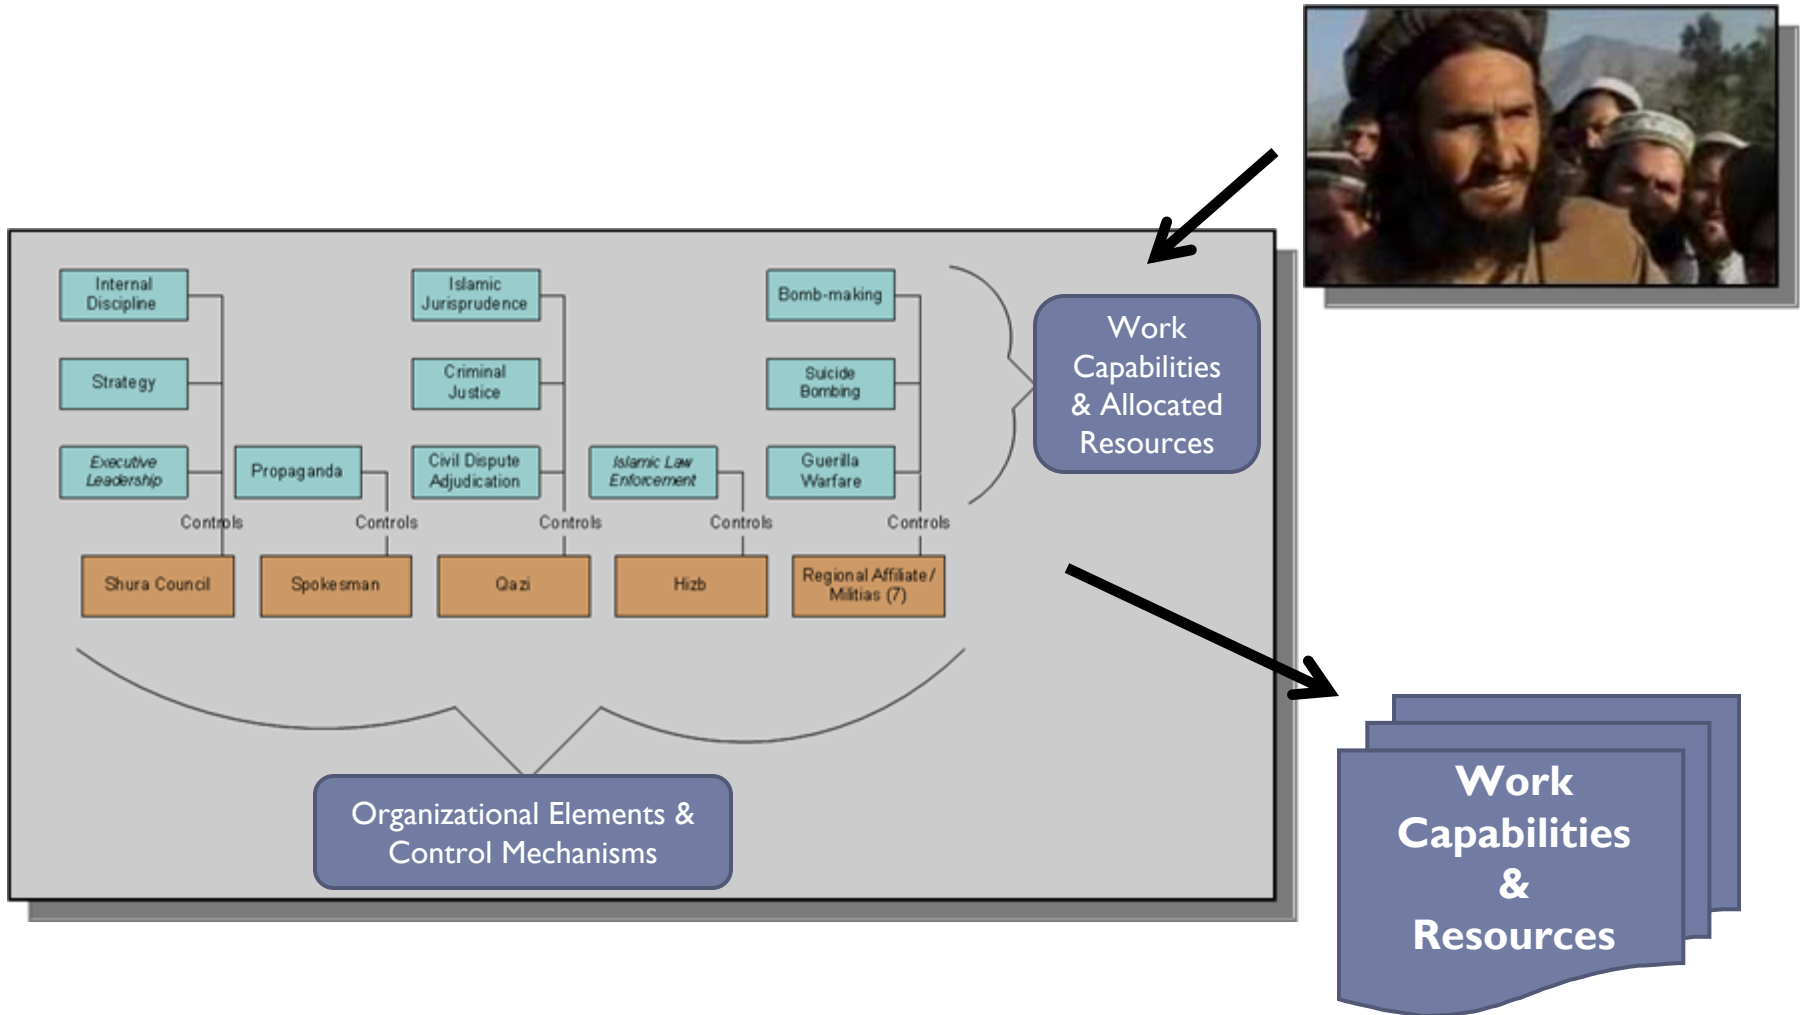 Internal
Discipline
Islamic
Jurisprudence
Bomb-making
Work
Capabilities
& Allocated
Resources
Strategy
Criminal
Justice
Suicide
Bombing
Executive
Leadership
Propaganda
Civil Dispute
Adjudication
Islamic Law
Enforcement
Guerilla
Warfare
Controls
Controls
Controls
Controls
Controls
Shura Council
Spokesman
Qazi
Hizb
Regional Affiliate/
Militias (7)
Organizational Elements &
Control Mechanisms
Work
Capabilities
&
Resources